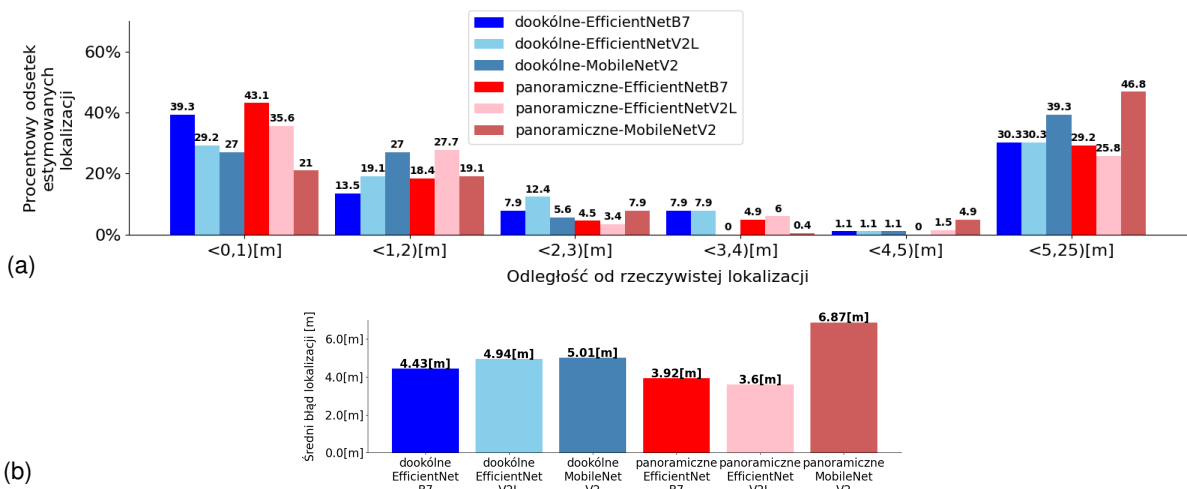 dookólne-EfficientNetB7
dookólne-EfficientNetV2L
dookólne-MobileNetV2
panoramiczne-EfficientNetB7
panoramiczne-EfficientNetV2L
panoramiczne-MobileNetV2
Procentowy odsetek
estymowanych
lokalizacji
60%
40%
20%
0%
39.3 29.2 27 43.1 35.6 21
13.5 19.1 27 18.4 27.7 19.1
7.9 12.4 5.6 4.5 3.4 7.9
7.9 7.9 0 4.9 6 0.4
1.1 1.1 1.1 0 1.5 4.9
30.3 30.3 39.3 29.2 25.8 46.8
<0,1)[m] <1,2)[m] <2,3)[m] <3,4)[m] <4,5)[m] <5,25)[m]
(a)
Odległość od rzeczywistej lokalizacji
Średni błąd lokalizacji [m]
6.0[m]
4.0[m]
2.0[m]
0.0[m]
4.43[m] 4.94[m] 5.01[m] 3.92[m] 3.6[m] 6.87[m]
dookólne dookólne dookólne panoramiczne panoramiczne panoramiczne
EfficientNet EfficientNet MobileNet EfficientNet EfficientNet MobileNet
B7 V2L V2 B7 V2L V2
(b)